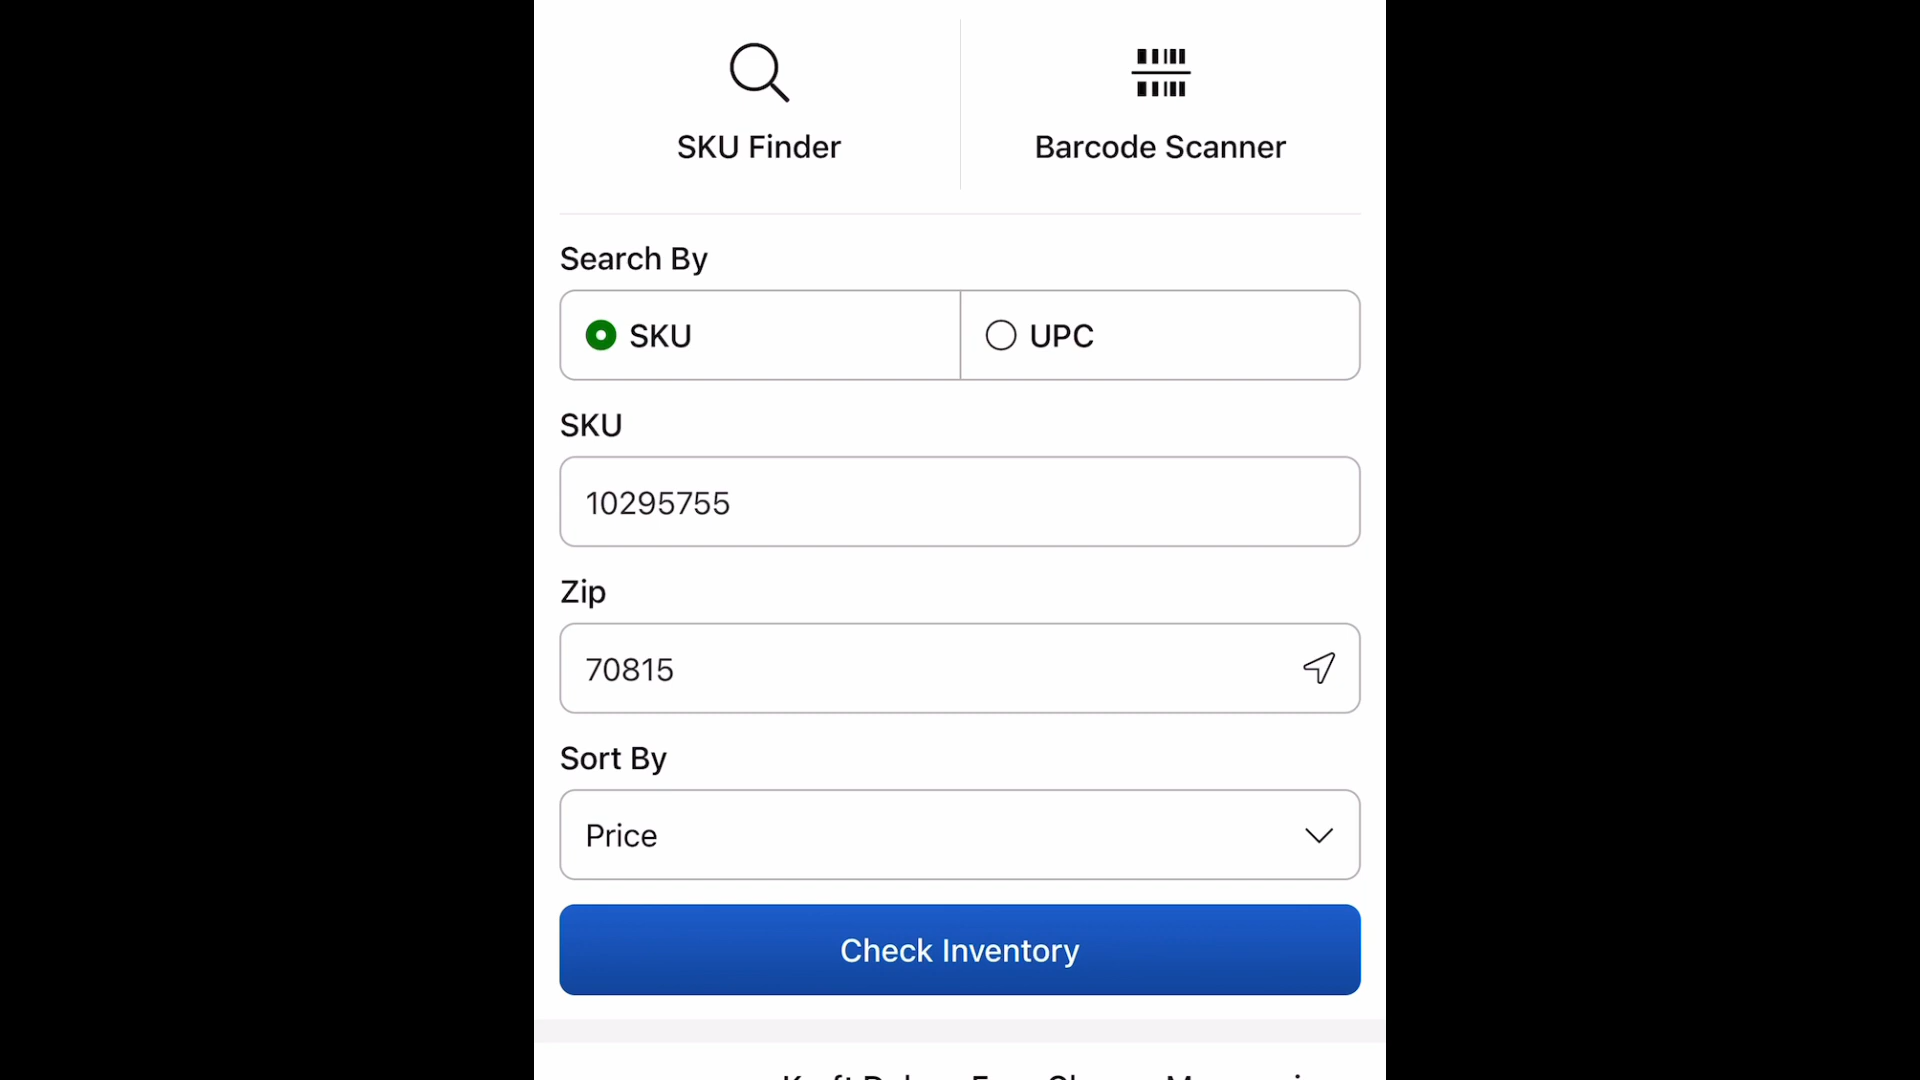 SKU Finder
Barcode Scanner
Search By
SKU
UPC
SKU
10295755
Zip
70815
Sort By
Price
Check Inventory